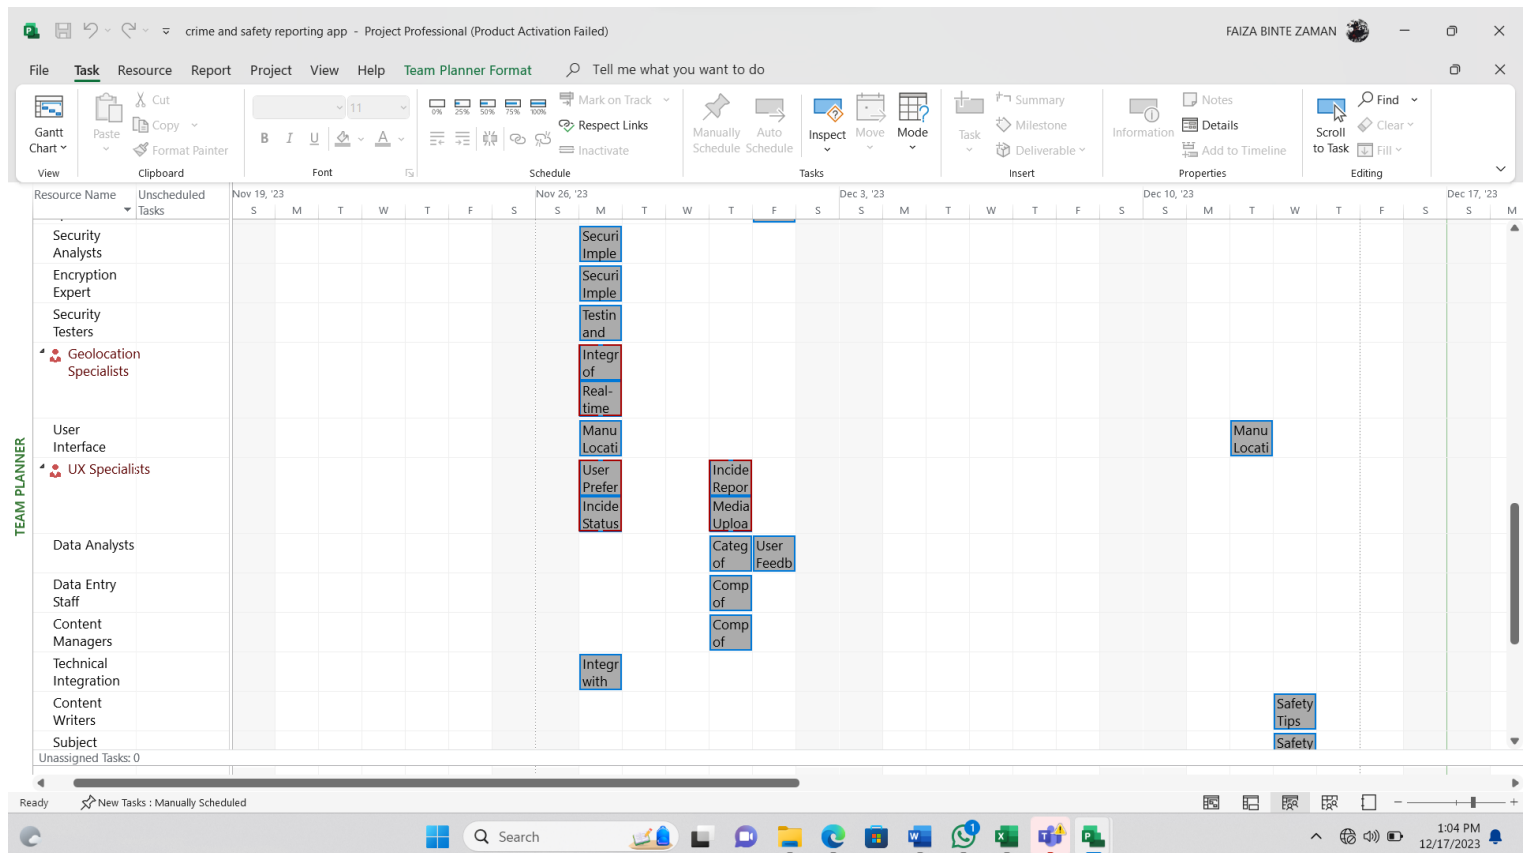 crime and safety reporting app - Project Professional (Product Activation Failed)
FAIZA BINTE ZAMAN
File Task Resource Report Project View Help Team Planner Format Tell me what you want to do
Gantt
Chart
View
Paste
Cut
Copy
Format Painter
Clipboard
11
B I U A
Font
0% 25% 50% 75% 100%
Mark on Track
Respect Links
Inactivate
Schedule
Manually
Schedule
Auto
Schedule
Inspect
Move
Mode
Tasks
Task
Summary
Milestone
Deliverable
Insert
Information
Notes
Details
Add to Timeline
Properties
Scroll
to Task
Find
Clear
Fill
Editing
Resource Name
Unscheduled
Tasks
Nov 19, '23 Nov 26, '23 Dec 3, '23 Dec 10, '23 Dec 17, '23
S M T W T F S S M T W T F S S M T W T F S S M T W T F S S M
TEAM PLANNER
Security
Analysts
Securi
Imple
Encryption
Expert
Securi
Imple
Security
Testers
Testin
and
Geolocation
Specialists
Integr
of
Real-
time
User
Interface
Manu
Locati
Manu
Locati
UX Specialists
User
Prefer
Incide
Status
Incide
Repor
Media
Uploa
Data Analysts
Categ
of
User
Feedb
Data Entry
Staff
Comp
of
Content
Managers
Comp
of
Technical
Integration
Integr
with
Content
Writers
Safety
Tips
Subject
Safety
Unassigned Tasks: 0
Ready New Tasks : Manually Scheduled
Search
1
1:04 PM
12/17/2023